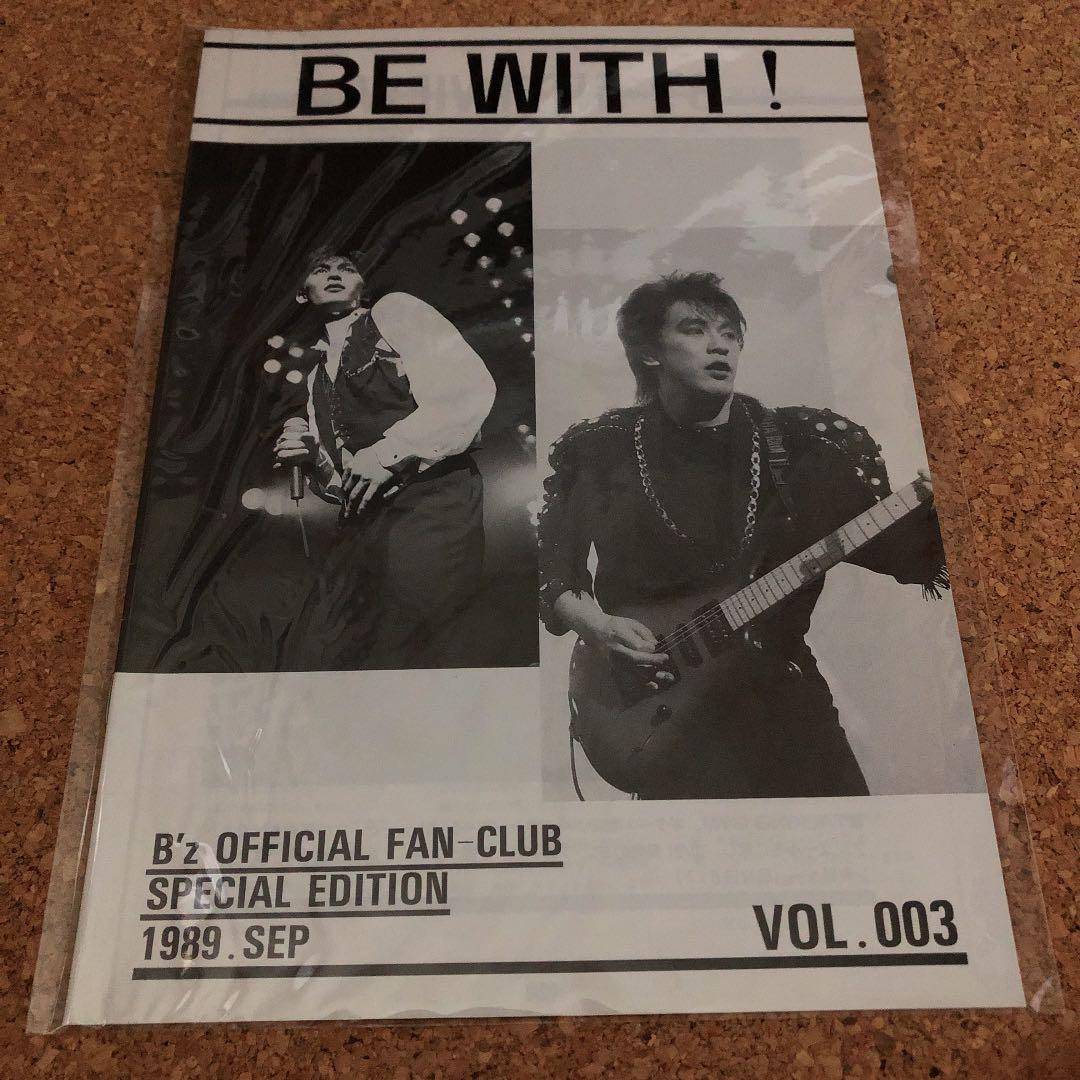 BE WITH !
B'z OFFICIAL FAN-CLUB
SPECIAL EDITION
1989.SEP
VOL.003